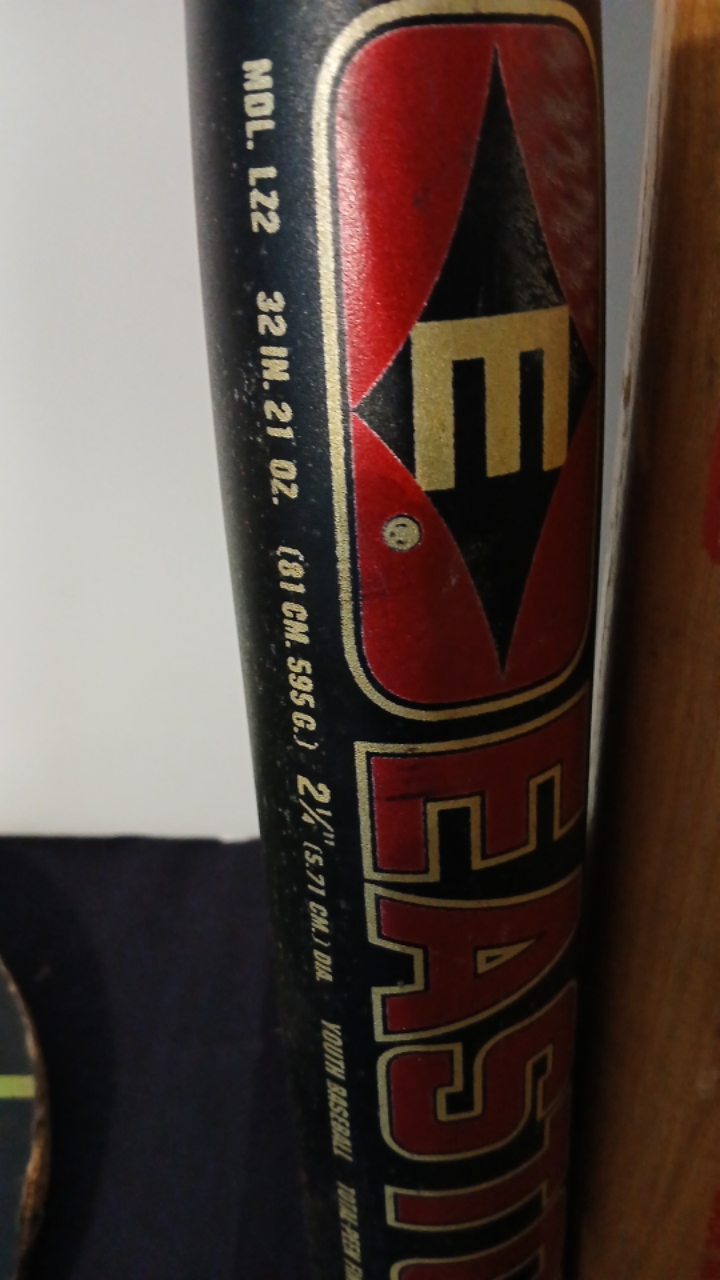 E
®
EASTO
MDL. LZ2 32 IN. 21 OZ. (81 CM. 595 G.) 2¼" (5.71 CM.) DIA. YOUTH BASEBALL